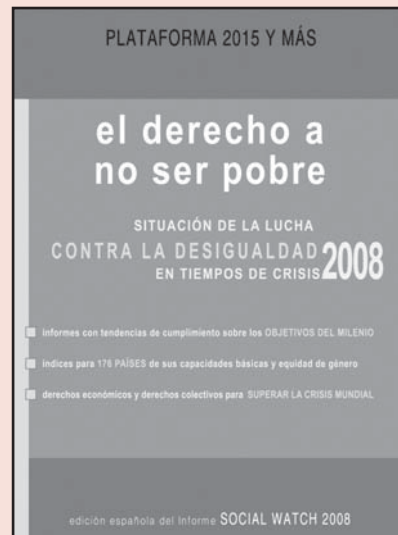 PLATAFORMA 2015 Y MÁS
el derecho a
no ser pobre
SITUACIÓN DE LA LUCHA
CONTRA LA DESIGUALDAD 2008
EN TIEMPOS DE CRISIS
informes con tendencias de cumplimiento sobre los OBJETIVOS DEL MILENIO
índices para 176 PAÍSES de sus capacidades básicas y equidad de género
derechos económicos y derechos colectivos para SUPERAR LA CRISIS MUNDIAL
edición española del Informe SOCIAL WATCH 2008